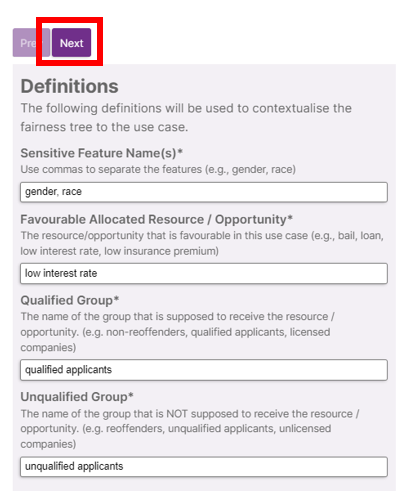 Prev Next
Definitions
The following definitions will be used to contextualise the
fairness tree to the use case.
Sensitive Feature Name(s)*
Use commas to separate the features (e.g., gender, race)
gender, race
Favourable Allocated Resource / Opportunity*
The resource/opportunity that is favourable in this use case (e.g., bail, loan,
low interest rate, low insurance premium)
low interest rate
Qualified Group*
The name of the group that is supposed to receive the resource /
opportunity. (e.g. non-reoffenders, qualified applicants, licensed
companies)
qualified applicants
Unqualified Group*
The name of the group that is NOT supposed to receive the resource /
opportunity. (e.g. reoffenders, unqualified applicants, unlicensed
companies)
unqualified applicants